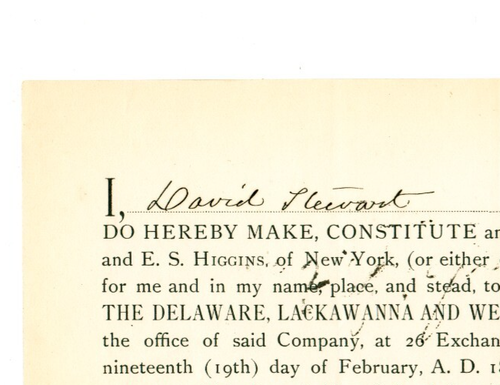 I, David Stewart
DO HEREBY MAKE, CONSTITUTE an
and E. S. HIGGINS, of New York, (or either
for me and in my name, place, and stead, to
THE DELAWARE, LACKAWANNA AND WE
the office of said Company, at 26 Exchan
nineteenth (19th) day of February, A. D. 18